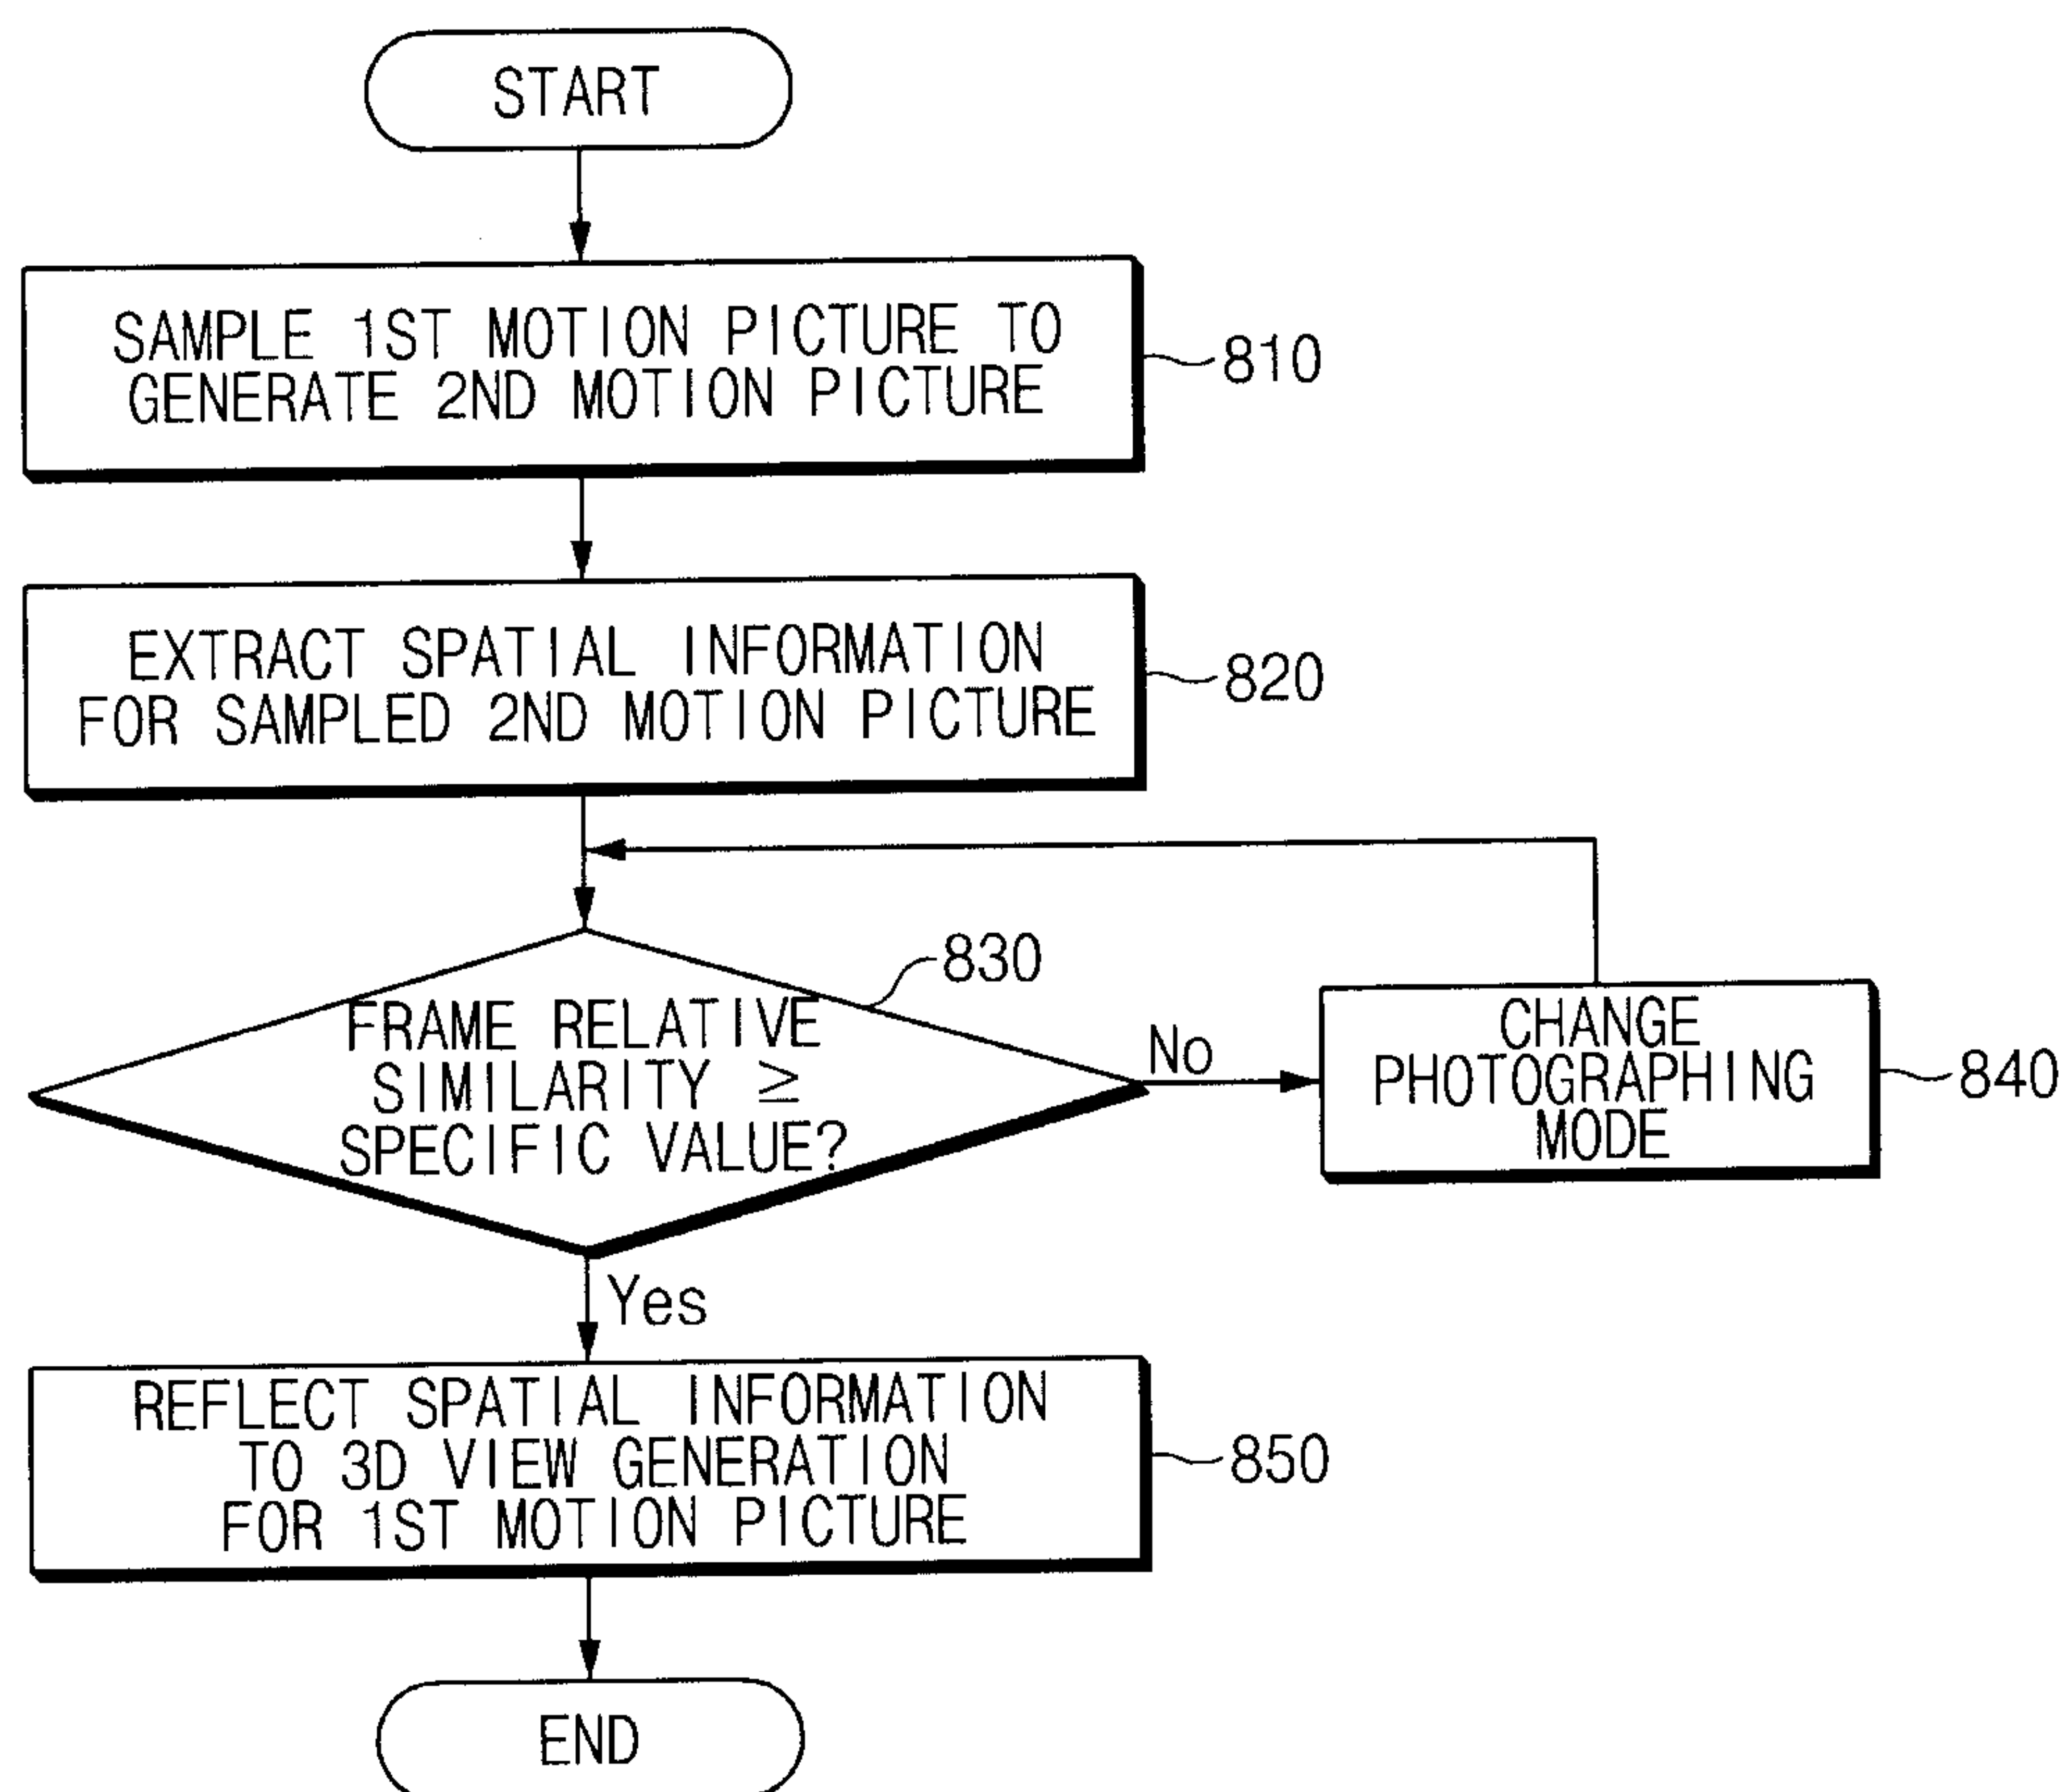 START
SAMPLE 1ST MOTION PICTURE TO
GENERATE 2ND MOTION PICTURE
810
EXTRACT SPATIAL INFORMATION
FOR SAMPLED 2ND MOTION PICTURE
820
830
FRAME RELATIVE
SIMILARITY ≧
SPECIFIC VALUE?
No
CHANGE
PHOTOGRAPHING
MODE
840
Yes
REFLECT SPATIAL INFORMATION
TO 3D VIEW GENERATION
FOR 1ST MOTION PICTURE
850
END